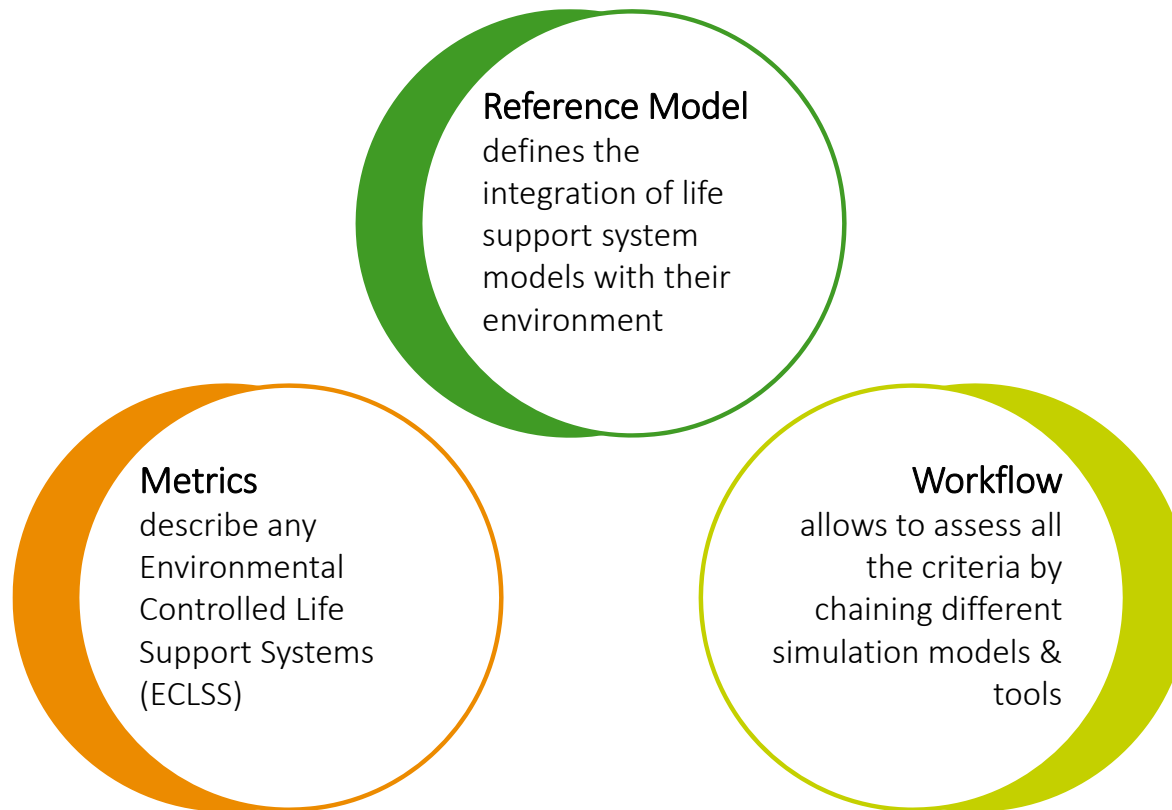 Reference Model
defines the
integration of life
support system
models with their
environment
Metrics
describe any
Environmental
Controlled Life
Support Systems
(ECLSS)
Workflow
allows to assess all
the criteria by
chaining different
simulation models &
tools